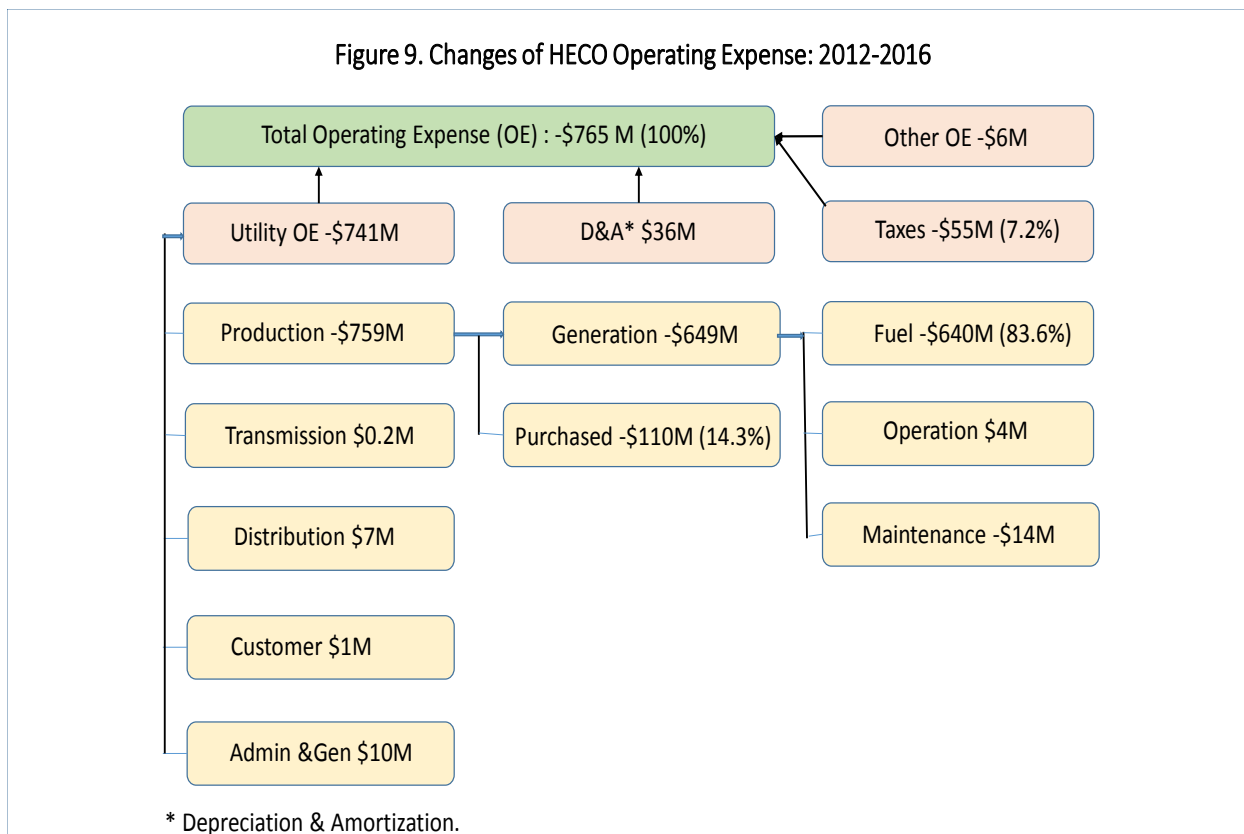 Figure 9. Changes of HECO Operating Expense: 2012-2016
Total Operating Expense (OE) : -$765 M (100%)
Other OE -$6M
Utility OE -$741M
D&A* $36M
Taxes -$55M (7.2%)
Production -$759M
Generation -$649M
Fuel -$640M (83.6%)
Transmission $0.2M
Purchased -$110M (14.3%)
Operation $4M
Distribution $7M
Maintenance -$14M
Customer $1M
Admin &Gen $10M
* Depreciation & Amortization.